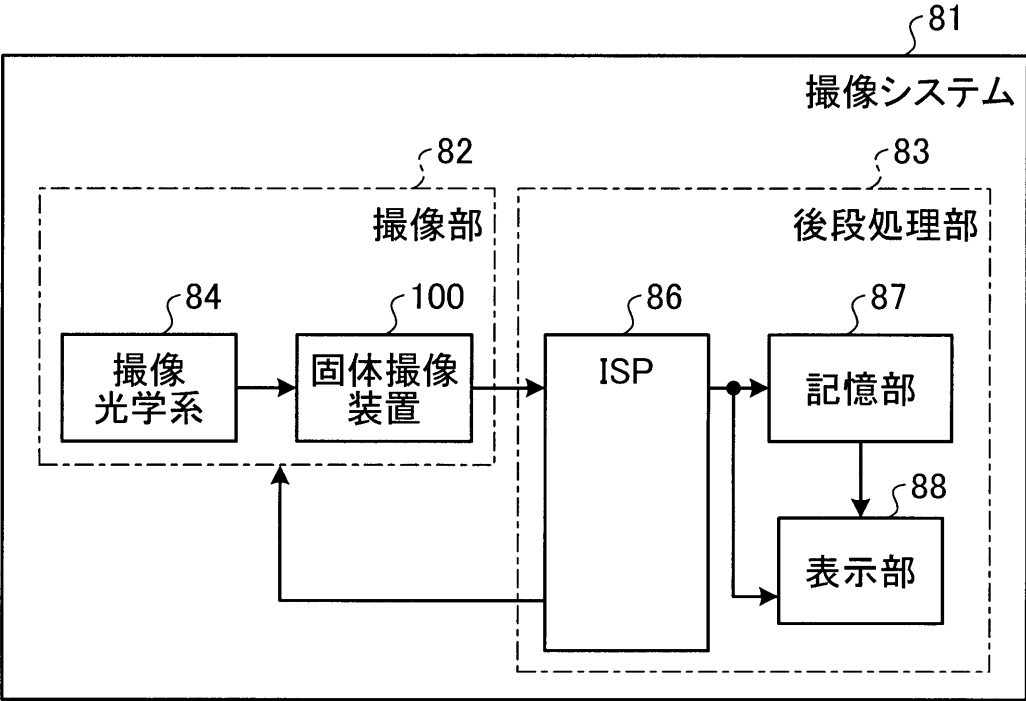 81
撮像システム
82
撮像部
83
後段処理部
84
撮像
光学系
100
固体撮像
装置
86
ISP
87
記憶部
88
表示部